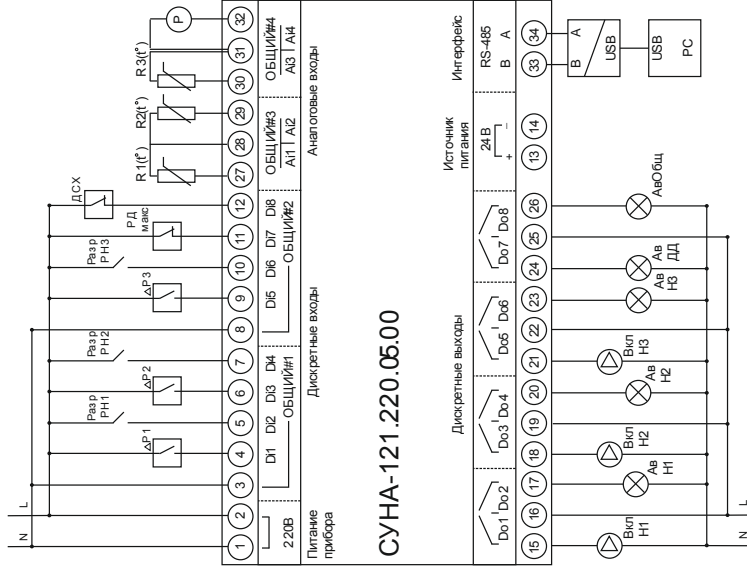 N
L
ΔP1
Разр
РН1
ΔP2
Разр
РН2
ΔP3
Разр
РН3
РД
макс
ДСХ
R1(t°)
R2(t°)
R3(t°)
P
1
2
3
4
5
6
7
8
9
10
11
12
27
28
29
30
31
32
220В
Di1
Di2
Di3
Di4
ОБЩИЙ#1
Di5
Di6
Di7
Di8
ОБЩИЙ#2
ОБЩИЙ#3
Ai1
Ai2
ОБЩИЙ#4
Ai3
Ai4
Питание
прибора
Дискретные входы
Аналоговые входы
СУНА-121.220.05.00
Дискретные выходы
Источник
питания
Интерфейс
Do1
Do2
Do3
Do4
Do5
Do6
Do7
Do8
24В
+
–
RS-485
B
A
15
16
17
18
19
20
21
22
23
24
25
26
13
14
33
34
Вкл
Н1
Ав
Н1
Вкл
Н2
Ав
Н2
Вкл
Н3
Ав
Н3
Ав
ДД
АвОбщ
B
A
USB
USB
PC
N
L